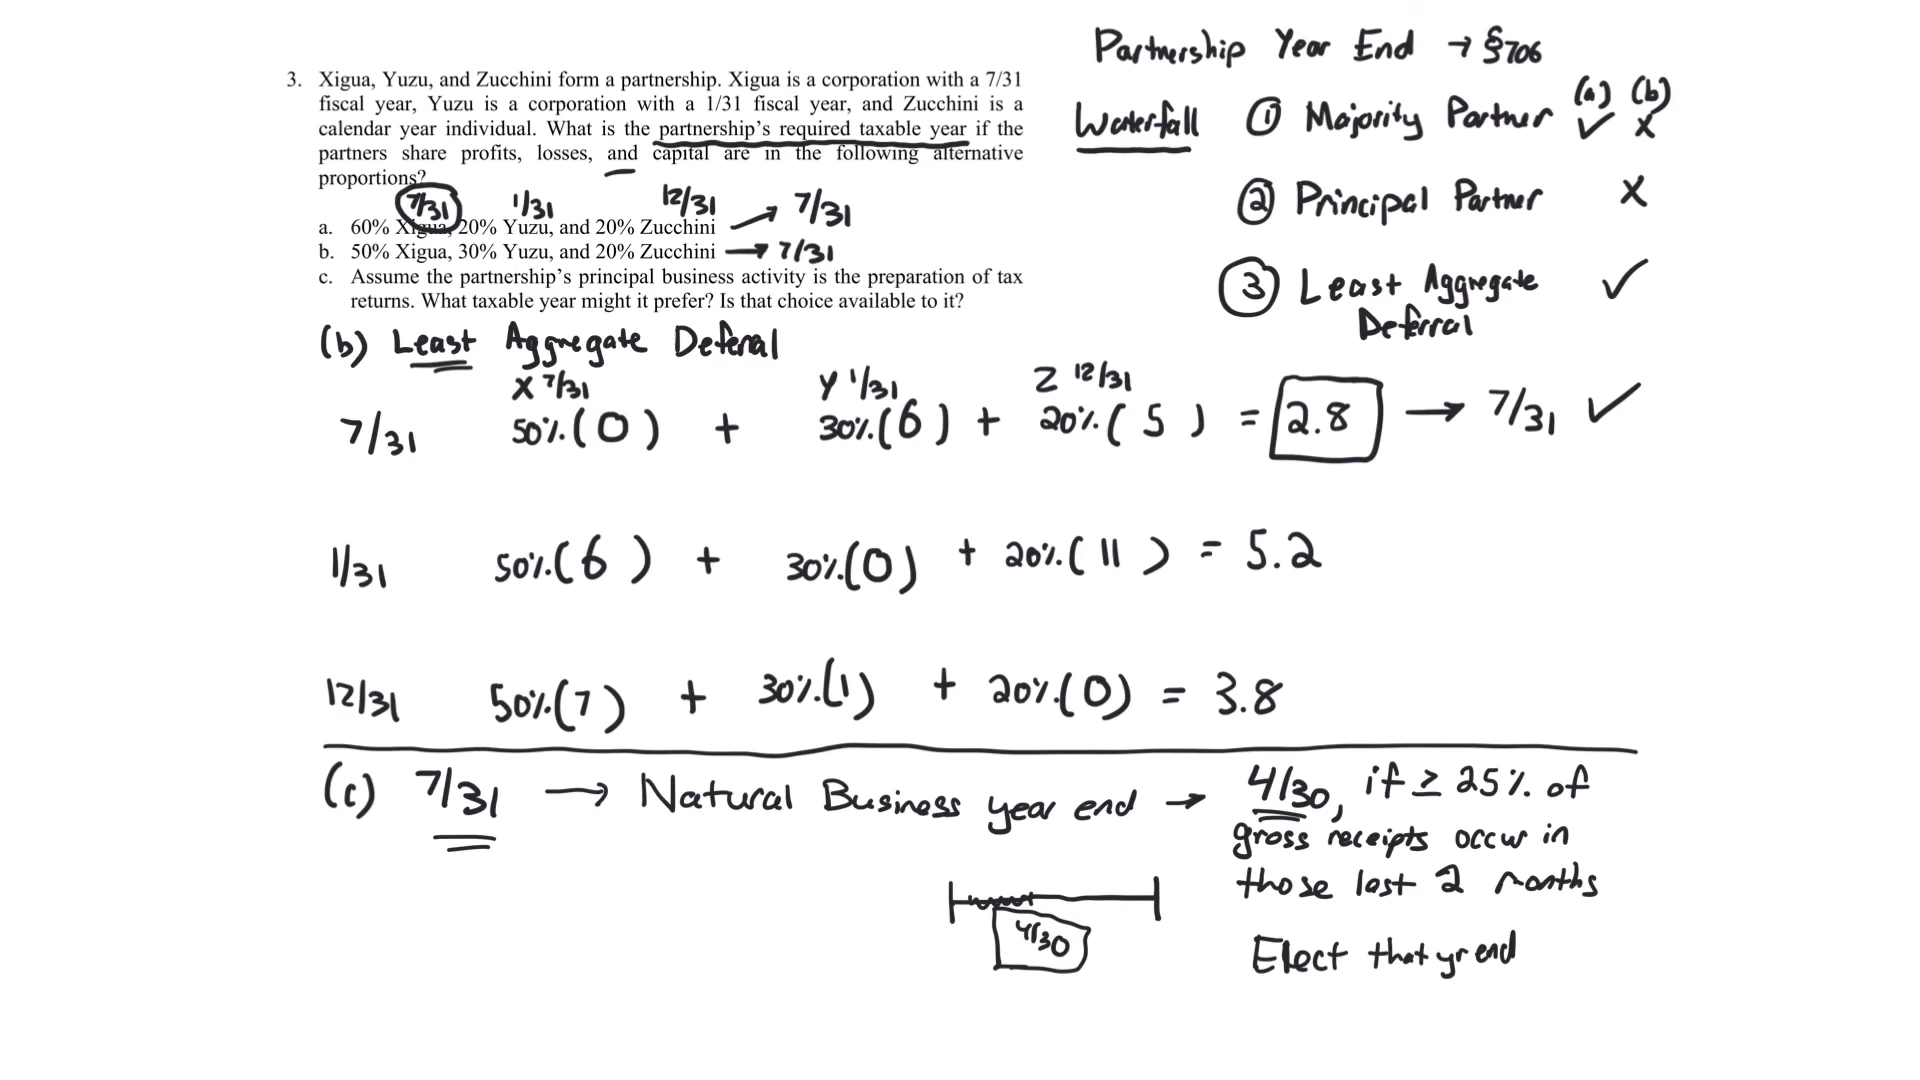 Partnership Year End → §706
3. Xigua, Yuzu, and Zucchini form a partnership. Xigua is a corporation with a 7/31
fiscal year, Yuzu is a corporation with a 1/31 fiscal year, and Zucchini is a
calendar year individual. What is the partnership's required taxable year if the
partners share profits, losses, and capital are in the following alternative
proportions?
7/31 1/31 12/31 → 7/31
a. 60% Xigua, 20% Yuzu, and 20% Zucchini
b. 50% Xigua, 30% Yuzu, and 20% Zucchini → 7/31
c. Assume the partnership's principal business activity is the preparation of tax
returns. What taxable year might it prefer? Is that choice available to it?
(a) (b)
Waterfall ① Majority Partner ✓ x
② Principal Partner X
③ Least Aggregate ✓
Deferral
(b) Least Aggregate Deferral
X 7/31 Y 1/31 Z 12/31
7/31 50%(0) + 30%(6) + 20%(5) = 2.8 → 7/31 ✓
1/31 50%(6) + 30%(0) + 20%(11) = 5.2
12/31 50%(7) + 30%(1) + 20%(0) = 3.8
(c) 7/31 → Natural Business year end → 4/30, if ≥ 25% of
gross receipts occur in
those last 2 months
4/30
Elect that yr end